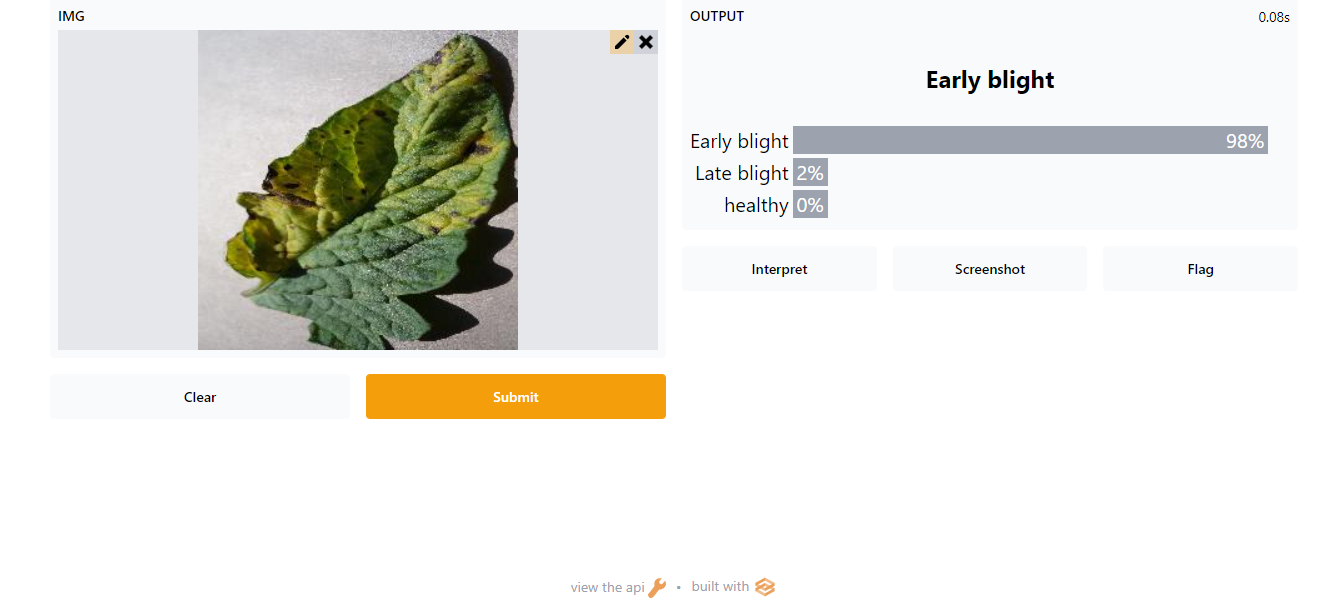 IMG
OUTPUT 0.08s
Early blight
Early blight 98%
Late blight 2%
healthy 0%
Interpret Screenshot Flag
Clear Submit
view the api • built with